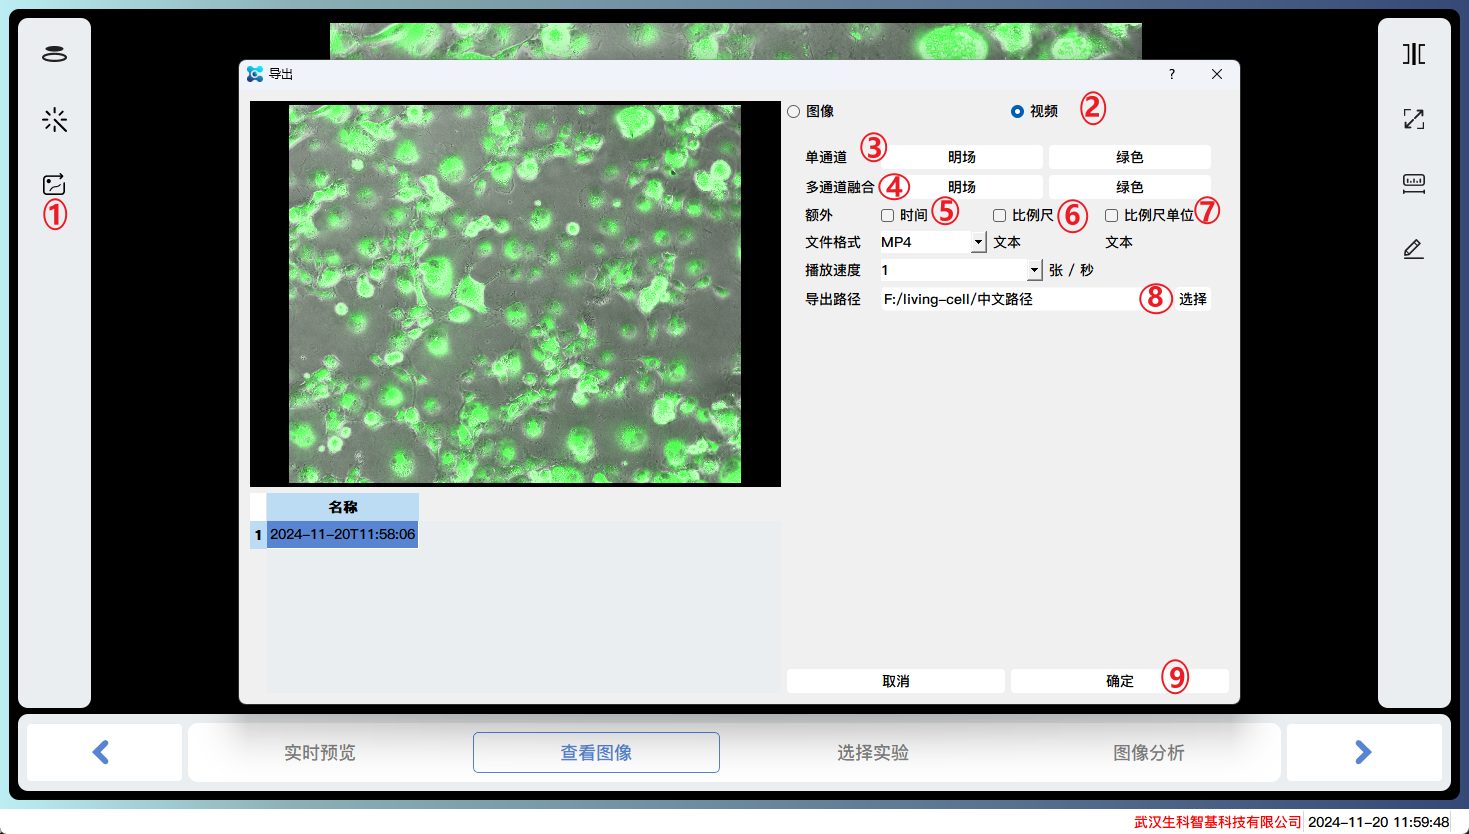 导出
?
图像 视频 ②
单通道 ③ 明场 绿色
多通道融合 ④ 明场 绿色
额外 时间 ⑤ 比例尺 ⑥ 比例尺单位 ⑦
文件格式 MP4 文本 文本
播放速度 1 张 / 秒
导出路径 F:/living-cell/中文路径 ⑧ 选择
①
名称
1 2024-11-20T11:58:06
取消 确定 ⑨
实时预览 查看图像 选择实验 图像分析
武汉生科智基科技有限公司 2024-11-20 11:59:48